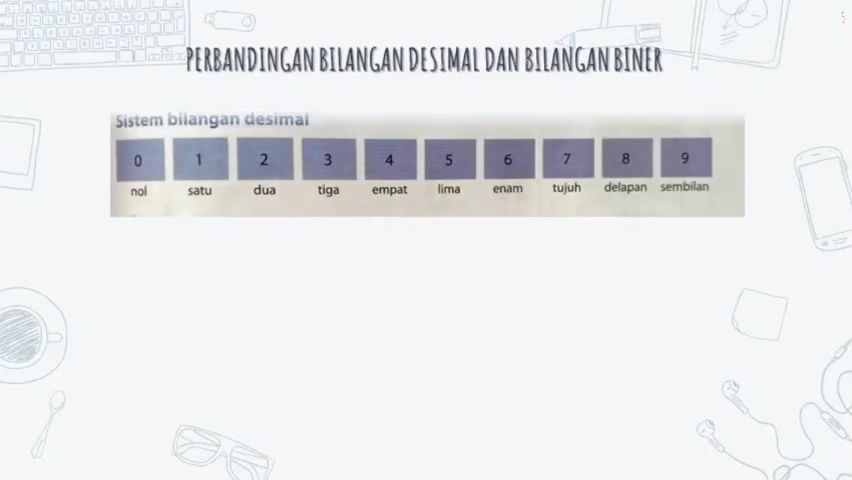 5
PERBANDINGAN BILANGAN DESIMAL DAN BILANGAN BINER
Sistem bilangan desimal
0 1 2 3 4 5 6 7 8 9
nol satu dua tiga empat lima enam tujuh delapan sembilan